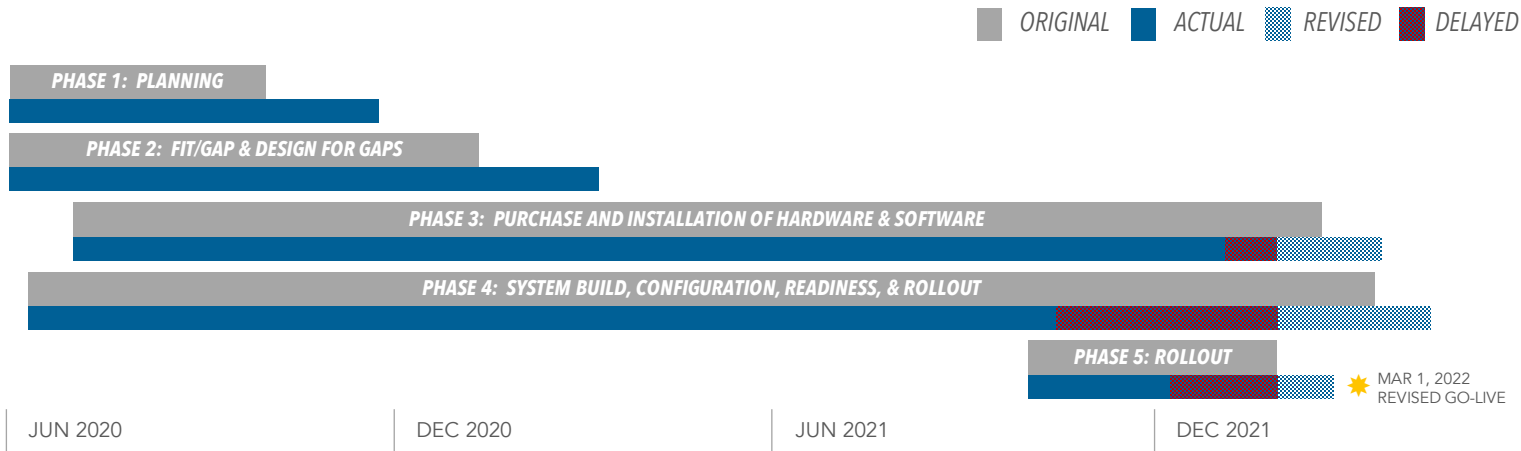 ORIGINAL ACTUAL REVISED DELAYED
PHASE 1: PLANNING
PHASE 2: FIT/GAP & DESIGN FOR GAPS
PHASE 3: PURCHASE AND INSTALLATION OF HARDWARE & SOFTWARE
PHASE 4: SYSTEM BUILD, CONFIGURATION, READINESS, & ROLLOUT
PHASE 5: ROLLOUT
MAR 1, 2022
REVISED GO-LIVE
JUN 2020 DEC 2020 JUN 2021 DEC 2021